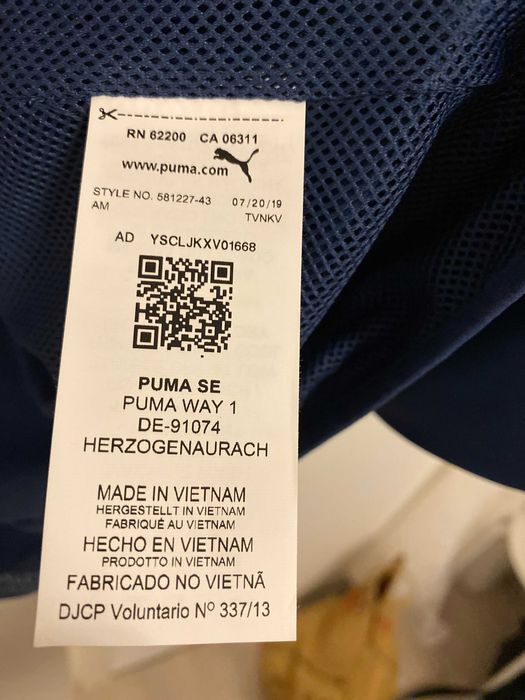 RN 62200 CA 06311
www.puma.com
STYLE NO. 581227-43 07/20/19
AM TVNKV
AD YSCLJKXV01668
PUMA SE
PUMA WAY 1
DE-91074
HERZOGENAURACH
MADE IN VIETNAM
HERGESTELLT IN VIETNAM
FABRIQUÉ AU VIETNAM
HECHO EN VIETNAM
PRODOTTO IN VIETNAM
FABRICADO NO VIETNÃ
DJCP Voluntario Nº 337/13